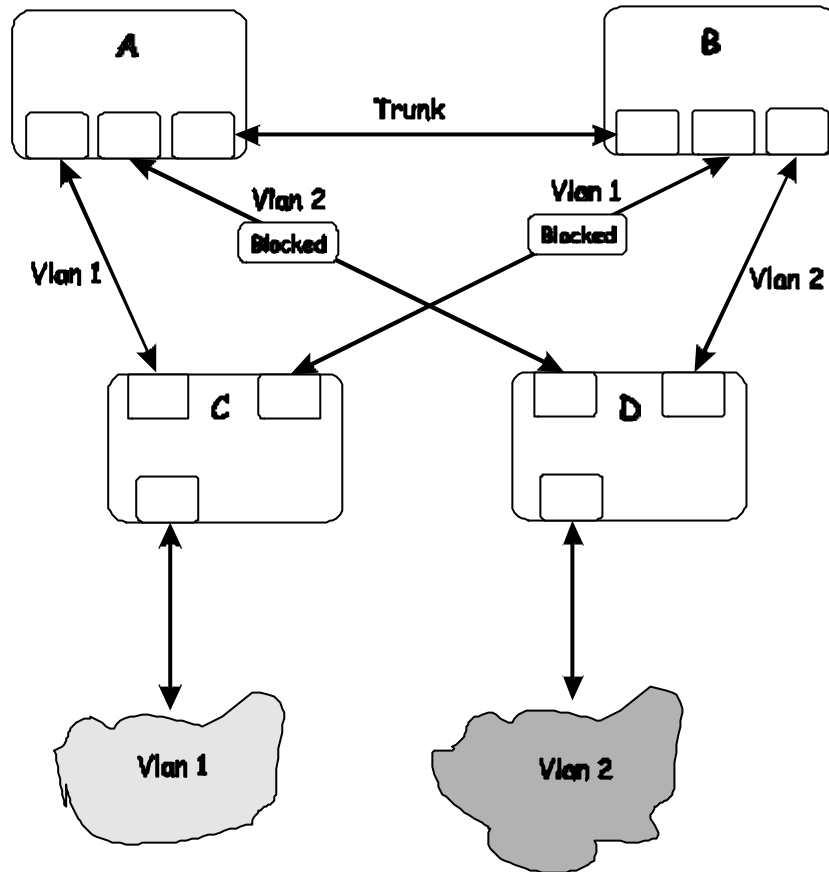 A
B
Trunk
Vlan 2
Vlan 1
Blocked
Blocked
Vlan 1
Vlan 2
C
D
Vlan 1
Vlan 2